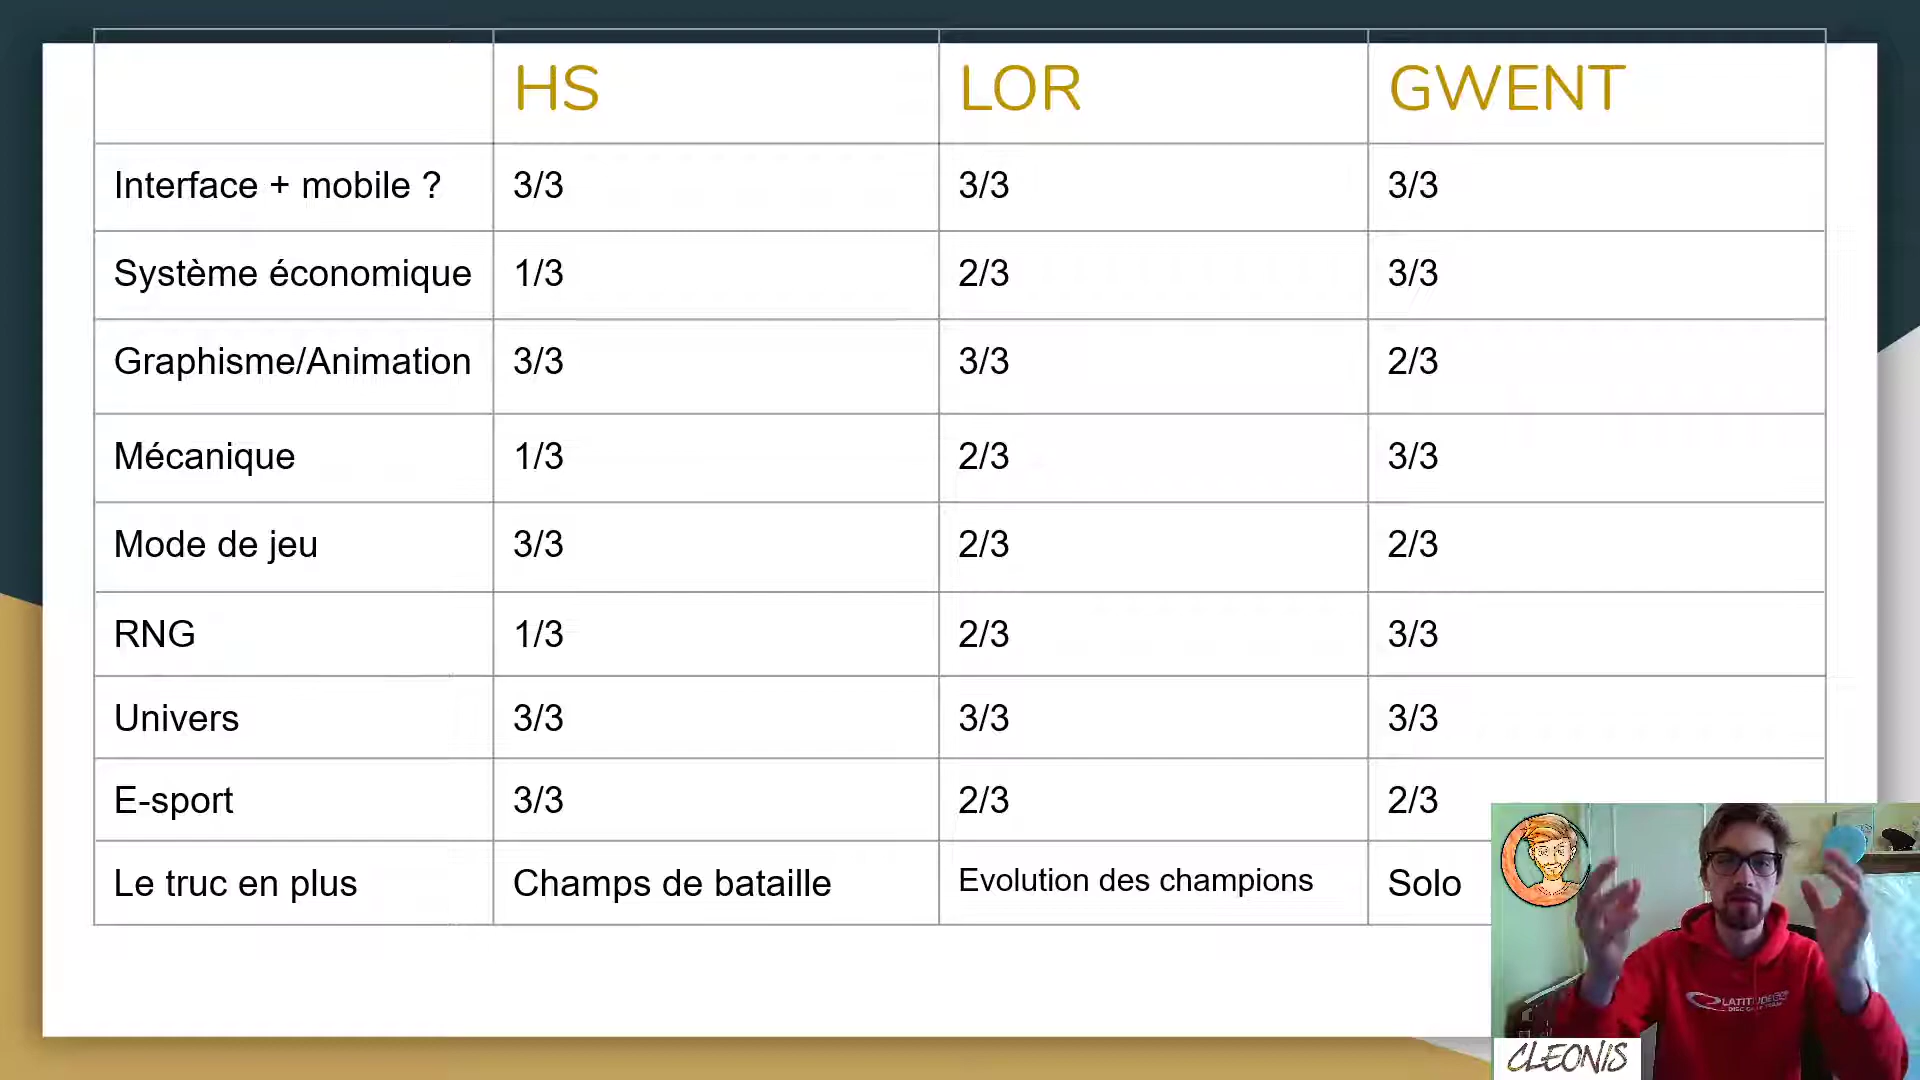 HS LOR GWENT
Interface + mobile ? 3/3 3/3 3/3
Système économique 1/3 2/3 3/3
Graphisme/Animation 3/3 3/3 2/3
Mécanique 1/3 2/3 3/3
Mode de jeu 3/3 2/3 2/3
RNG 1/3 2/3 3/3
Univers 3/3 3/3 3/3
E-sport 3/3 2/3 2/3
Le truc en plus Champs de bataille Evolution des champions Solo
CLEONIS